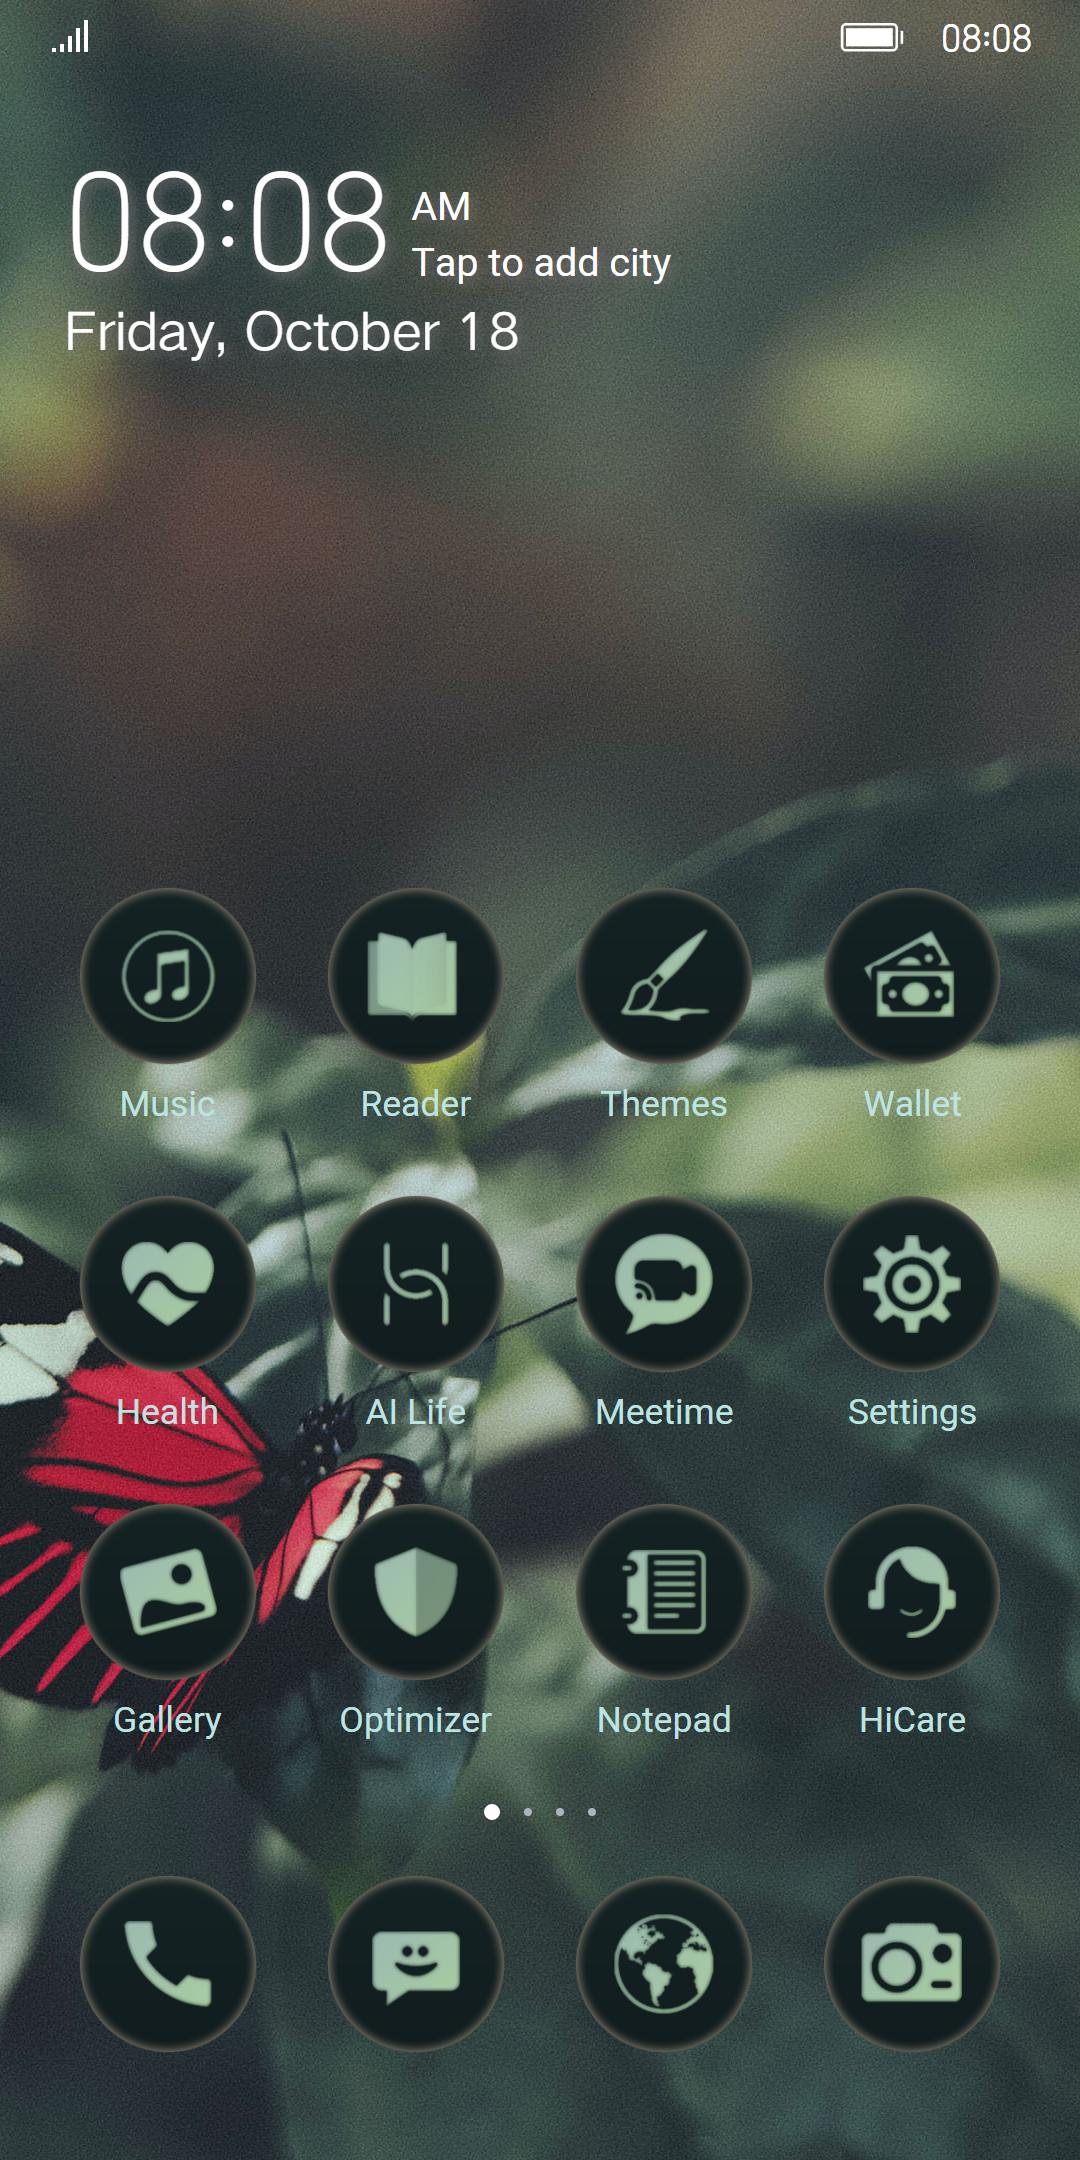 08:08
08:08 AM
Tap to add city
Friday, October 18
Music Reader Themes Wallet
Health AI Life Meetime Settings
Gallery Optimizer Notepad HiCare